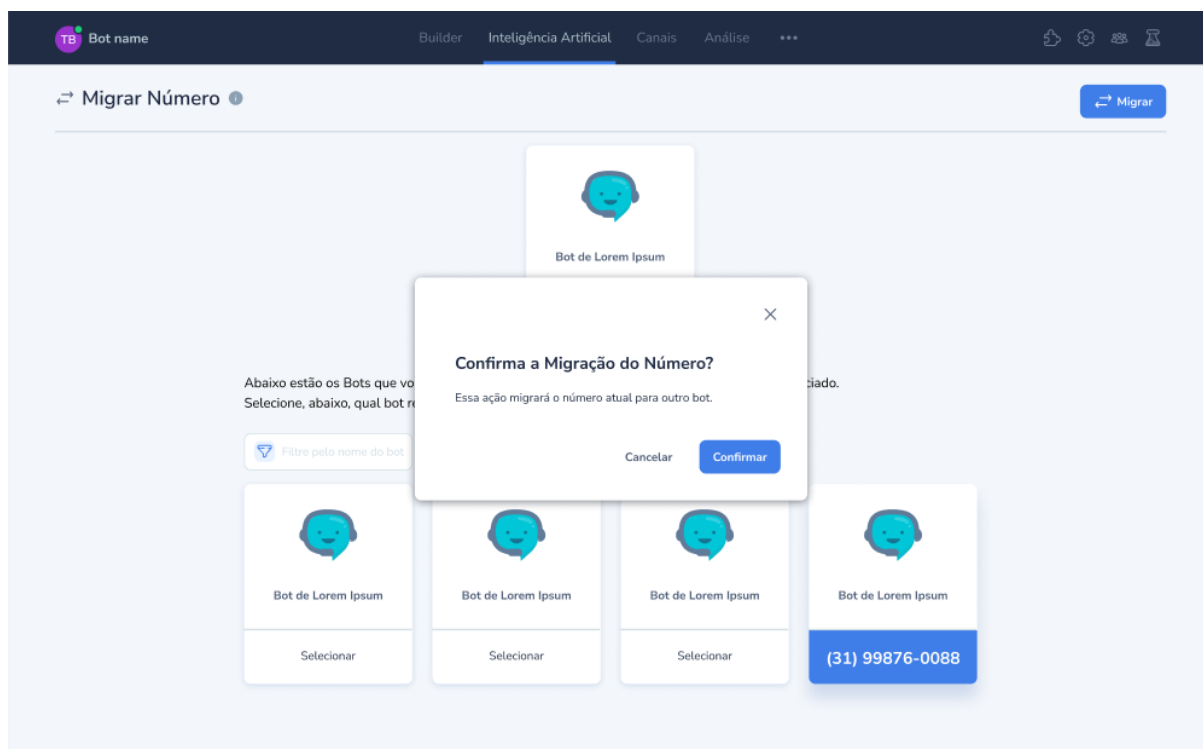 TB Bot name Builder Inteligência Artificial Canais Análise
Migrar Número
Migrar
Bot de Lorem Ipsum
Confirma a Migração do Número?
Abaixo estão os Bots que
ciado.
Essa ação migrará o número atual para outro bot.
Selecione, abaixo, qual bot
Filtre pelo nome do bot
Cancelar Confirmar
Bot de Lorem Ipsum Bot de Lorem Ipsum Bot de Lorem Ipsum Bot de Lorem Ipsum
Selecionar Selecionar Selecionar (31) 99876-0088